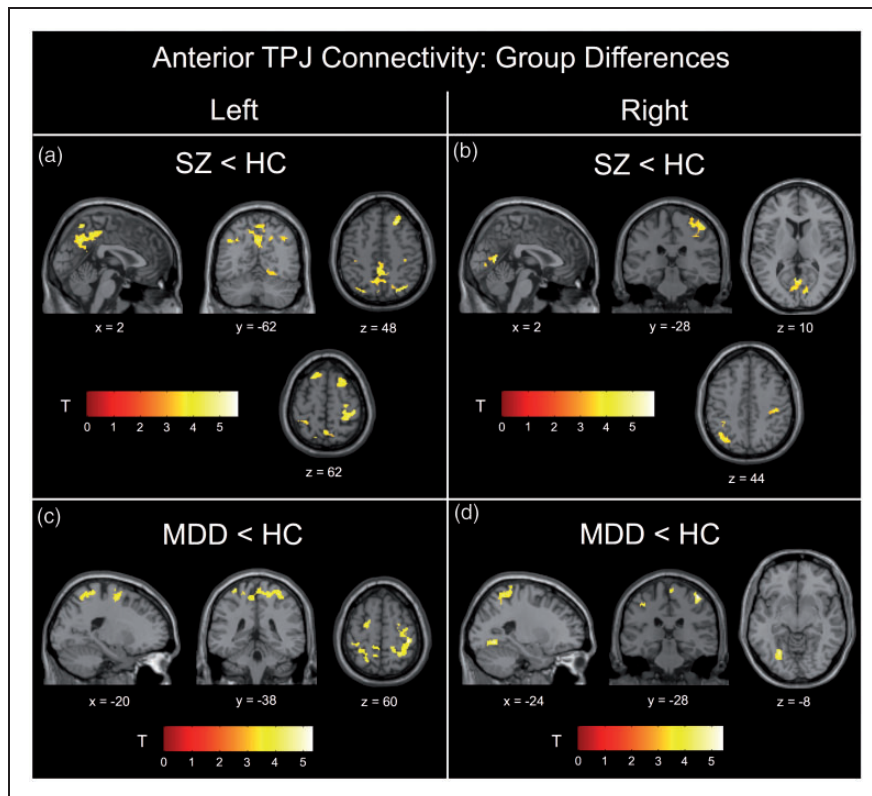 Anterior TPJ Connectivity: Group Differences
Left
Right
(a)
SZ < HC
x = 2
y = -62
z = 48
T
0 1 2 3 4 5
z = 62
(b)
SZ < HC
x = 2
y = -28
z = 10
T
0 1 2 3 4 5
z = 44
(c)
MDD < HC
x = -20
y = -38
z = 60
T
0 1 2 3 4 5
(d)
MDD < HC
x = -24
y = -28
z = -8
T
0 1 2 3 4 5